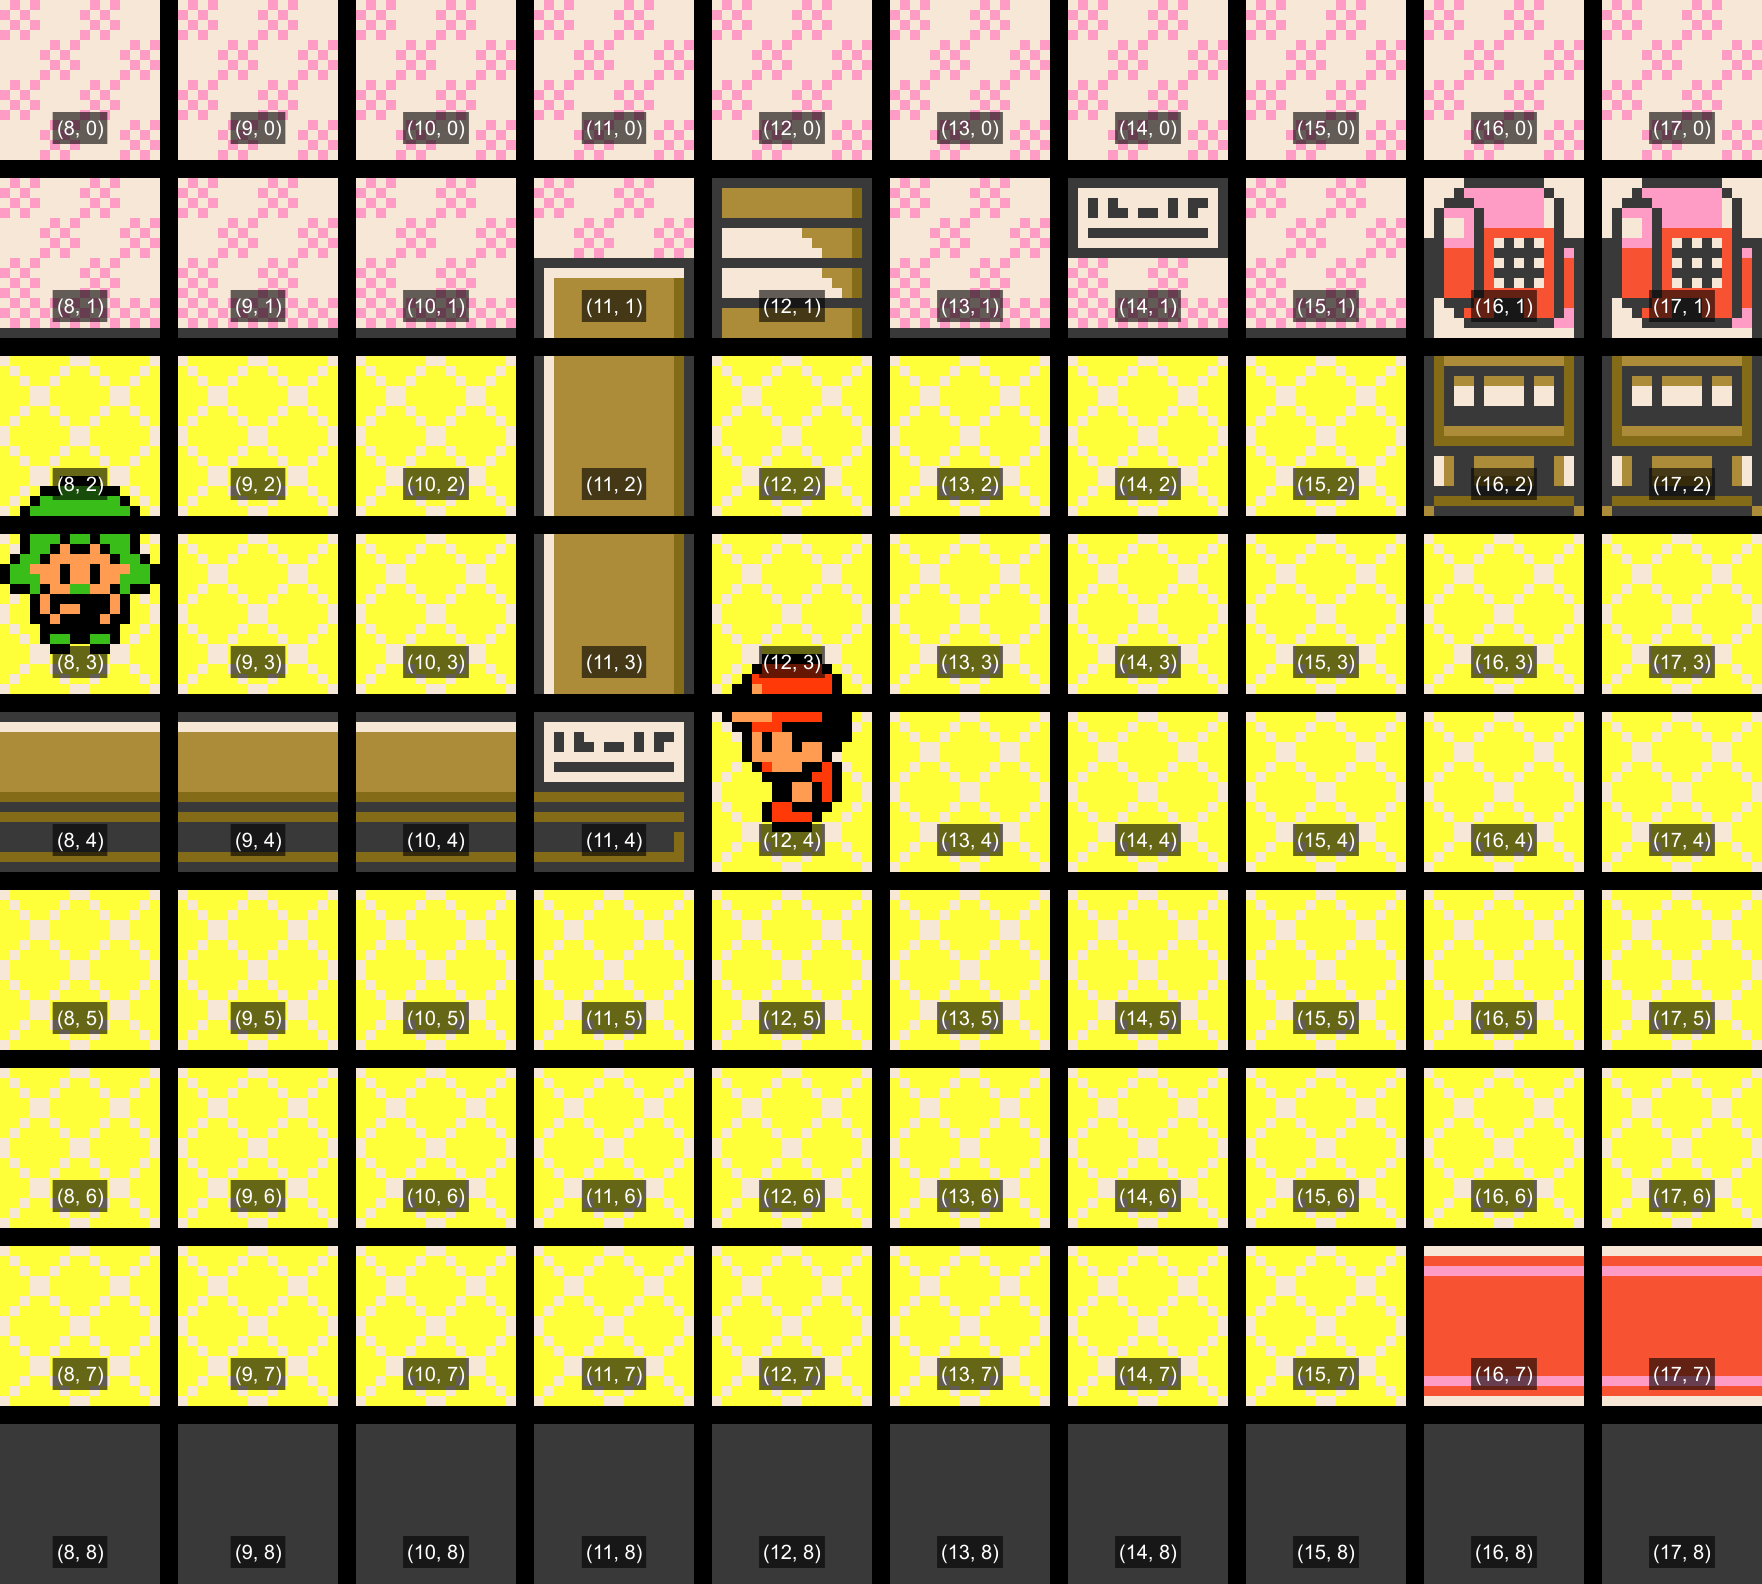 (8, 0) (9, 0) (10, 0) (11, 0) (12, 0) (13, 0) (14, 0) (15, 0) (16, 0) (17, 0)
(8, 1) (9, 1) (10, 1) (11, 1) (12, 1) (13, 1) (14, 1) (15, 1) (16, 1) (17, 1)
(8, 2) (9, 2) (10, 2) (11, 2) (12, 2) (13, 2) (14, 2) (15, 2) (16, 2) (17, 2)
(8, 3) (9, 3) (10, 3) (11, 3) (12, 3) (13, 3) (14, 3) (15, 3) (16, 3) (17, 3)
(8, 4) (9, 4) (10, 4) (11, 4) (12, 4) (13, 4) (14, 4) (15, 4) (16, 4) (17, 4)
(8, 5) (9, 5) (10, 5) (11, 5) (12, 5) (13, 5) (14, 5) (15, 5) (16, 5) (17, 5)
(8, 6) (9, 6) (10, 6) (11, 6) (12, 6) (13, 6) (14, 6) (15, 6) (16, 6) (17, 6)
(8, 7) (9, 7) (10, 7) (11, 7) (12, 7) (13, 7) (14, 7) (15, 7) (16, 7) (17, 7)
(8, 8) (9, 8) (10, 8) (11, 8) (12, 8) (13, 8) (14, 8) (15, 8) (16, 8) (17, 8)